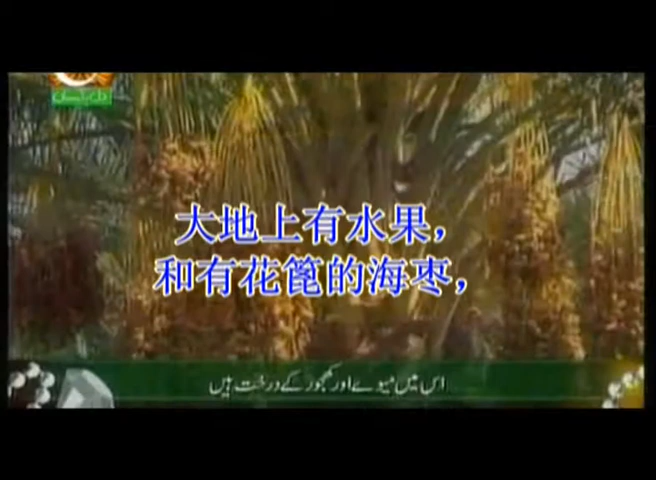 大地上有水果，
和有花篦的海枣，
اس میں میوے اور کھجور کے درخت ہیں